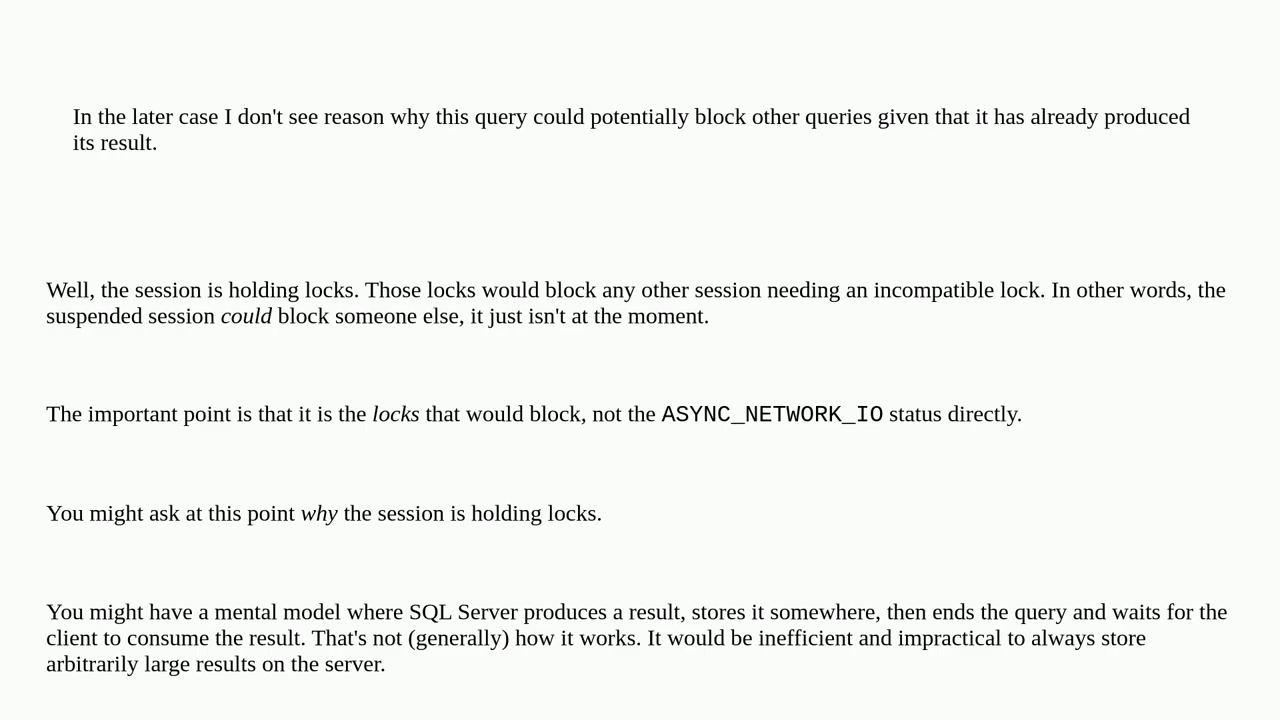 In the later case I don't see reason why this query could potentially block other queries given that it has already produced
its result.
Well, the session is holding locks. Those locks would block any other session needing an incompatible lock. In other words, the
suspended session could block someone else, it just isn't at the moment.
The important point is that it is the locks that would block, not the ASYNC_NETWORK_IO status directly.
You might ask at this point why the session is holding locks.
You might have a mental model where SQL Server produces a result, stores it somewhere, then ends the query and waits for the
client to consume the result. That's not (generally) how it works. It would be inefficient and impractical to always store
arbitrarily large results on the server.